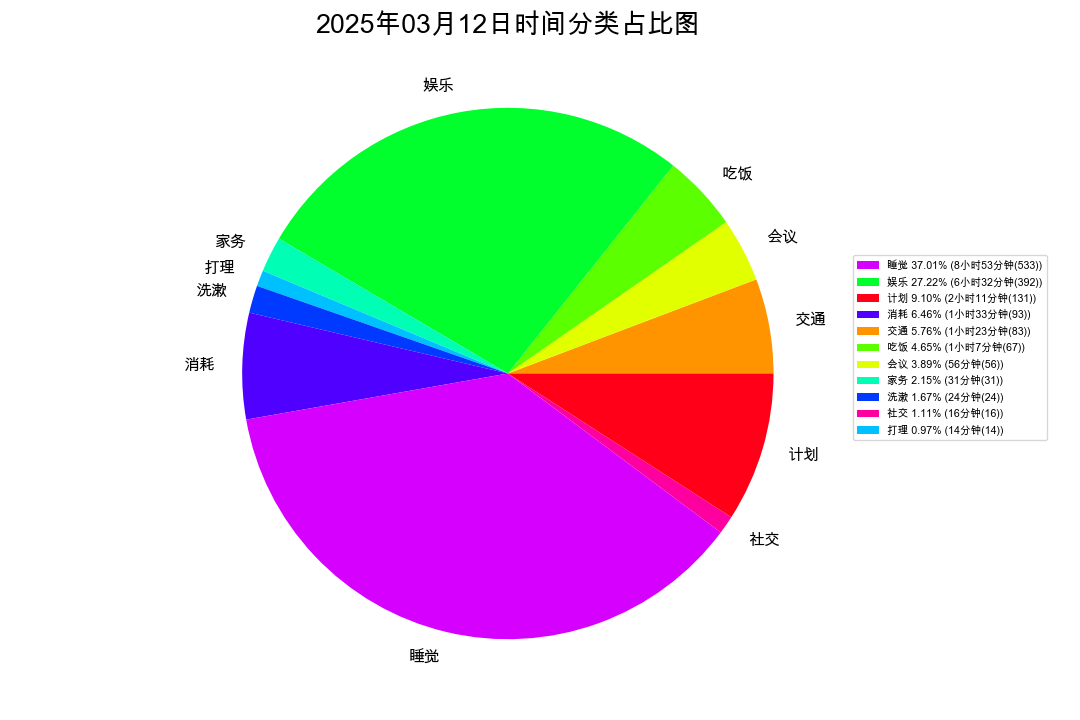 2025年03月12日时间分类占比图
娱乐
吃饭
会议
家务
打理
洗漱
交通
消耗
计划
社交
睡觉
睡觉 37.01% (8小时53分钟(533))
娱乐 27.22% (6小时32分钟(392))
计划 9.10% (2小时11分钟(131))
消耗 6.46% (1小时33分钟(93))
交通 5.76% (1小时23分钟(83))
吃饭 4.65% (1小时7分钟(67))
会议 3.89% (56分钟(56))
家务 2.15% (31分钟(31))
洗漱 1.67% (24分钟(24))
社交 1.11% (16分钟(16))
打理 0.97% (14分钟(14))